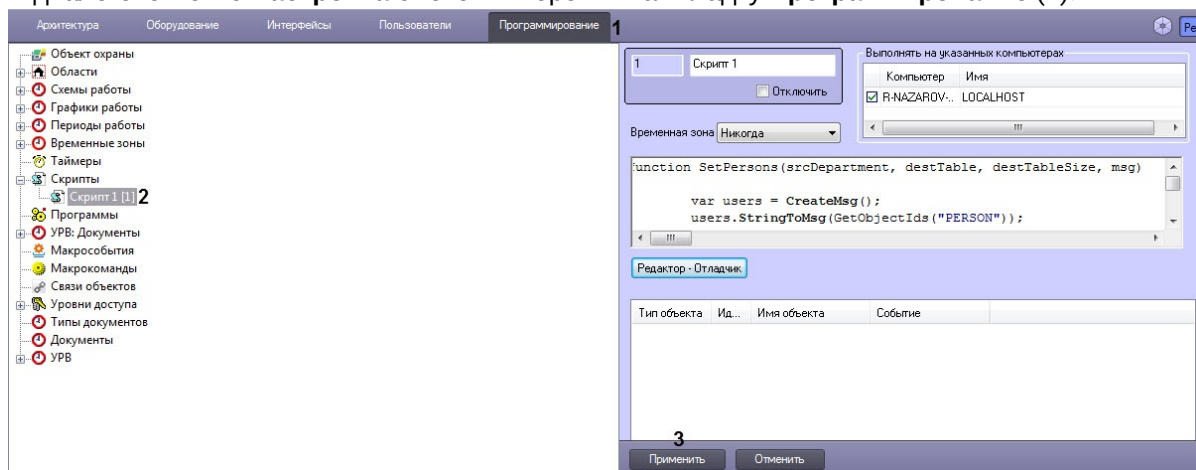 Архитектура Оборудование Интерфейсы Пользователи Программирование 1
Объект охраны
Области
Схемы работы
Графики работы
Периоды работы
Временные зоны
Таймеры
Скрипты
Скрипт 1 [1] 2
Программы
УРВ: Документы
Макрособытия
Макрокоманды
Связи объектов
Уровни доступа
Типы документов
Документы
УРВ
1 Скрипт 1
Отключить
Временная зона Никогда
Выполнять на указанных компьютерах
Компьютер Имя
R-NAZAROV-.. LOCALHOST
function SetPersons(srcDepartment, destTable, destTableSize, msg)
var users = CreateMsg();
users.StringToMsg(GetObjectIds("PERSON"));
Редактор - Отладчик
Тип объекта Ид... Имя объекта Событие
3
Применить Отменить